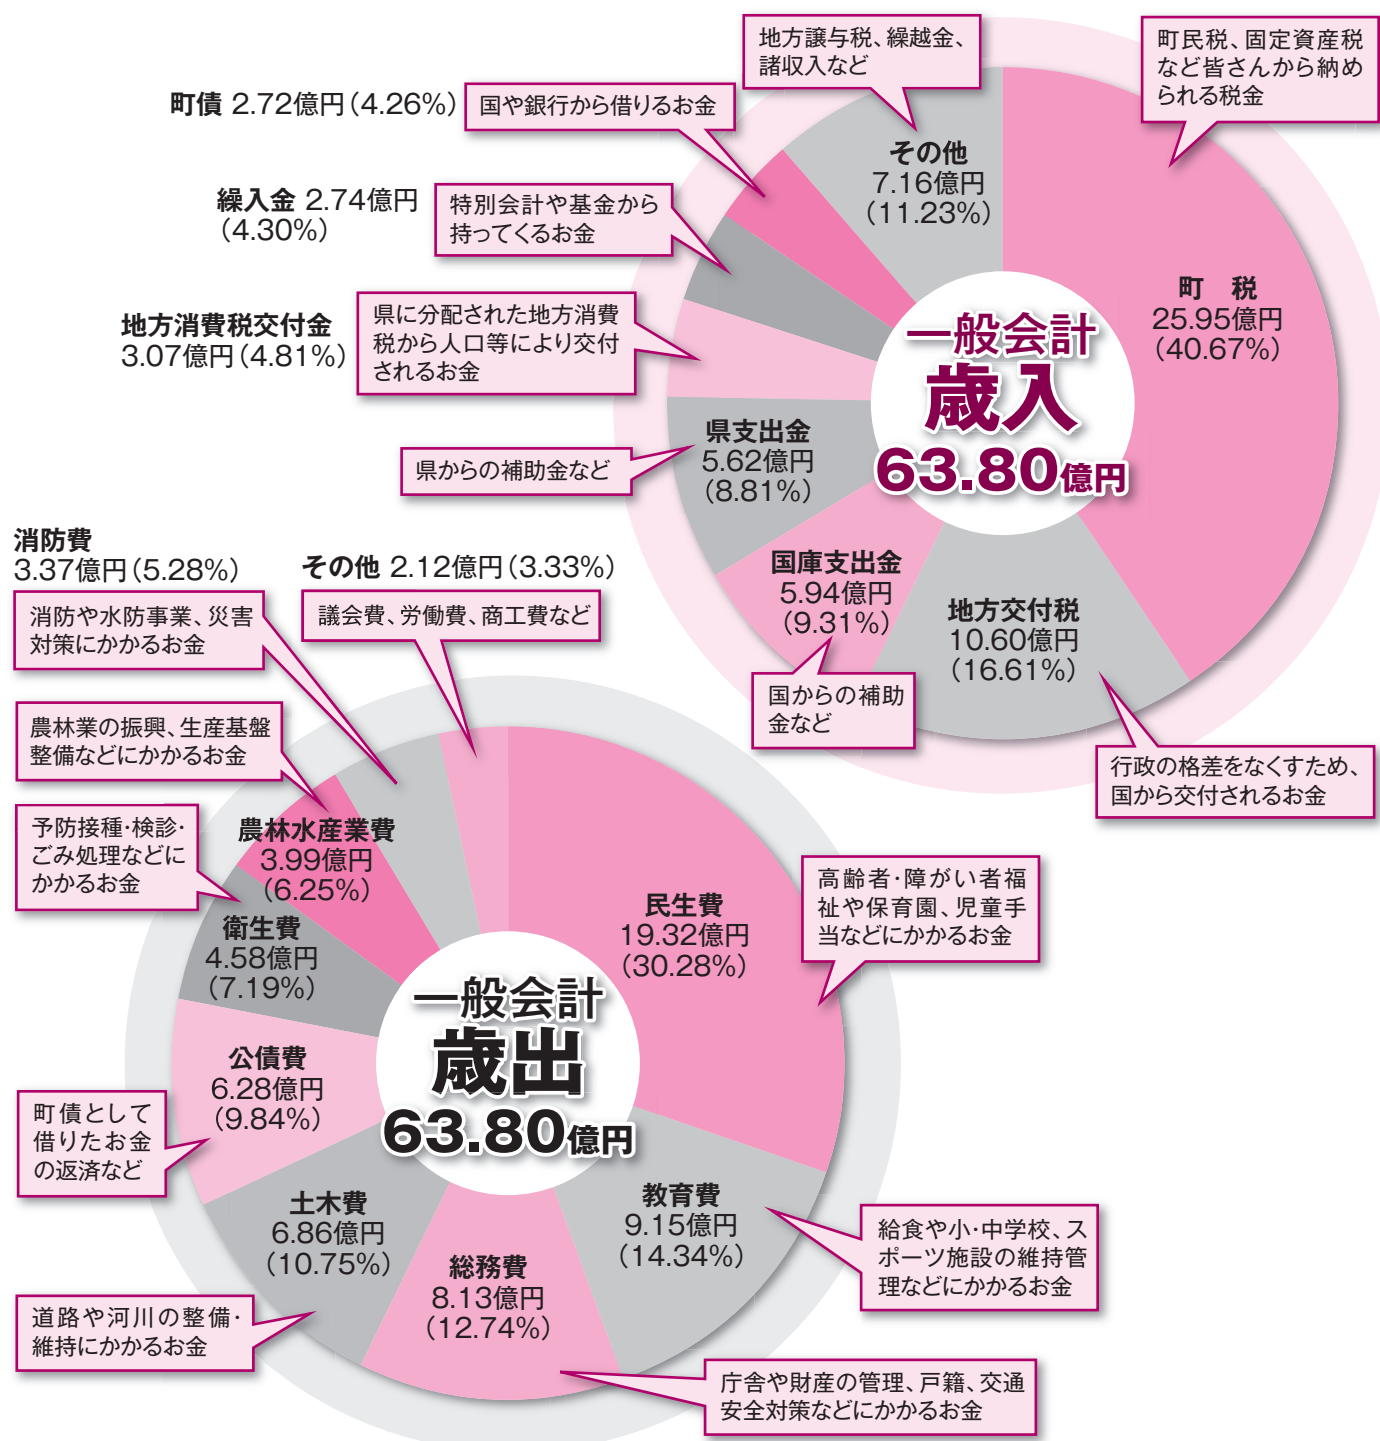 地方譲与税、繰越金、
諸収入など
町民税、固定資産税
など皆さんから納め
られる税金
町債 2.72億円(4.26%)
国や銀行から借りるお金
その他
7.16億円
(11.23%)
繰入金 2.74億円
(4.30%)
特別会計や基金から
持ってくるお金
町 税
25.95億円
(40.67%)
地方消費税交付金
3.07億円(4.81%)
県に分配された地方消費
税から人口等により交付
されるお金
一般会計
歳入
63.80億円
県支出金
5.62億円
(8.81%)
県からの補助金など
国庫支出金
5.94億円
(9.31%)
国からの補助
金など
地方交付税
10.60億円
(16.61%)
行政の格差をなくすため、
国から交付されるお金
消防費
3.37億円(5.28%)
消防や水防事業、災害
対策にかかるお金
その他 2.12億円(3.33%)
議会費、労働費、商工費など
農林業の振興、生産基盤
整備などにかかるお金
農林水産業費
3.99億円
(6.25%)
予防接種・検診・
ごみ処理などに
かかるお金
衛生費
4.58億円
(7.19%)
民生費
19.32億円
(30.28%)
高齢者・障がい者福
祉や保育園、児童手
当などにかかるお金
一般会計
歳出
63.80億円
公債費
6.28億円
(9.84%)
町債として
借りたお金
の返済など
土木費
6.86億円
(10.75%)
道路や河川の整備・
維持にかかるお金
総務費
8.13億円
(12.74%)
庁舎や財産の管理、戸籍、交通
安全対策などにかかるお金
教育費
9.15億円
(14.34%)
給食や小・中学校、ス
ポーツ施設の維持管
理などにかかるお金